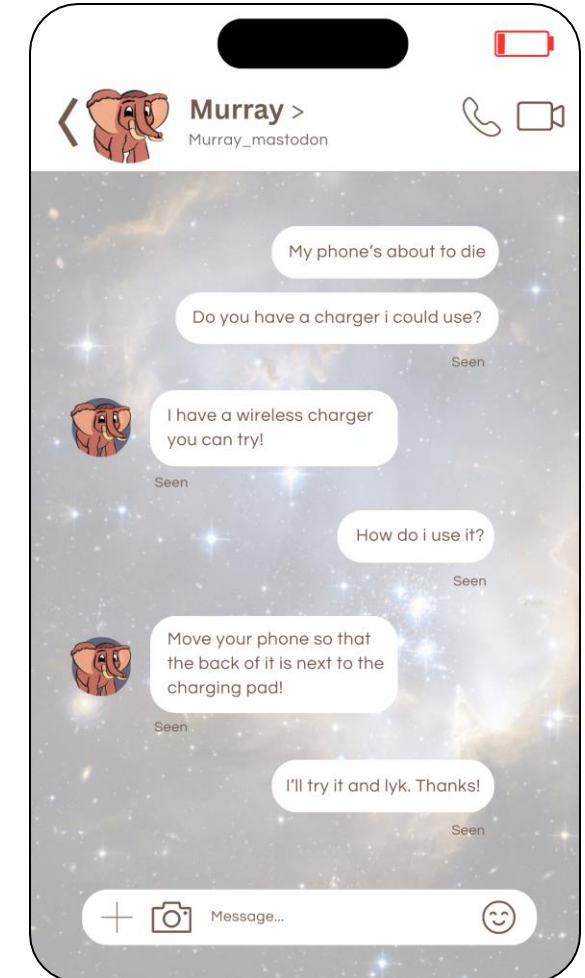 Murray >
Murray_mastodon
My phone's about to die
Do you have a charger i could use?
Seen
I have a wireless charger
you can try!
Seen
How do i use it?
Seen
Move your phone so that
the back of it is next to the
charging pad!
Seen
I'll try it and lyk. Thanks!
Seen
Message...